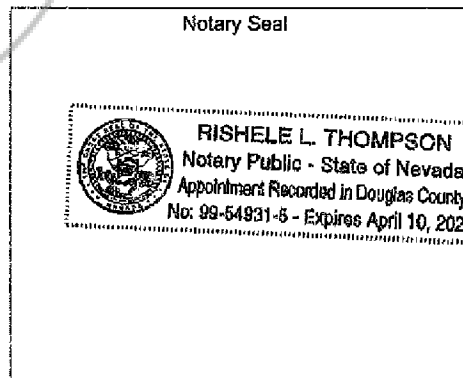 Notary Seal
RISHELE L. THOMPSON
Notary Public - State of Nevada
Appointment Recorded in Douglas County
No: 99-54931-5 - Expires April 10, 202